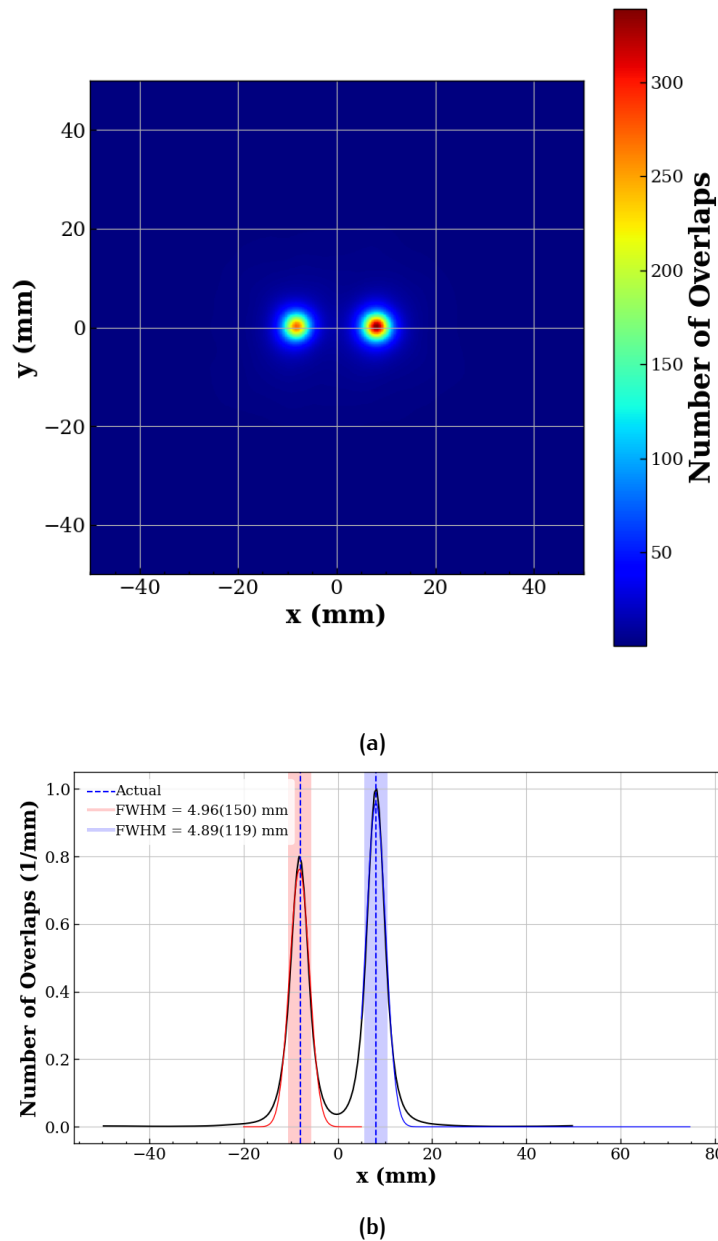 40
20
0
−20
−40
y (mm)
−40
−20
0
20
40
x (mm)
300
250
200
150
100
50
Number of Overlaps
(a)
1.0
0.8
0.6
0.4
0.2
0.0
Number of Overlaps (1/mm)
Actual
FWHM = 4.96(150) mm
FWHM = 4.89(119) mm
−40
−20
0
20
40
60
80
x (mm)
(b)